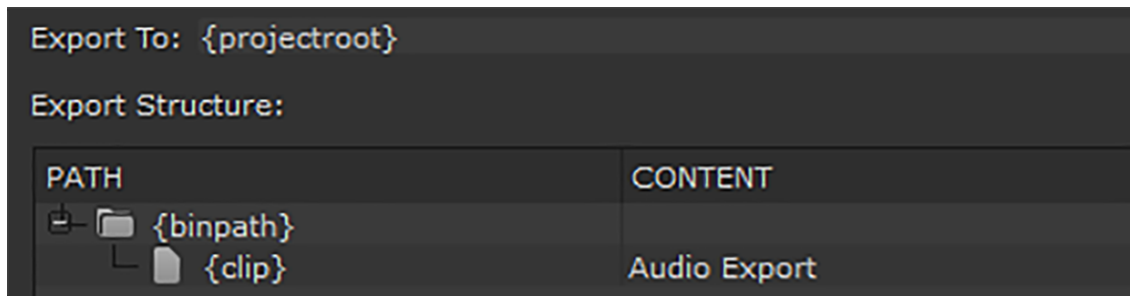 Export To: {projectroot}
Export Structure:
PATH CONTENT
{binpath}
{clip} Audio Export